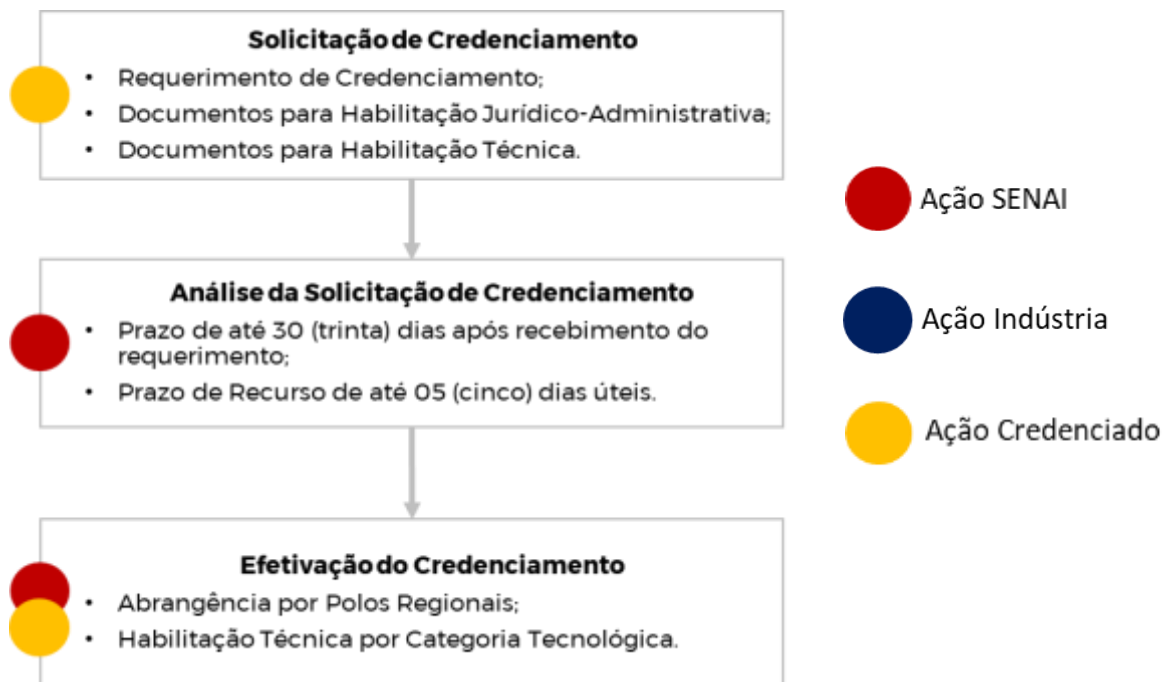 Solicitação de Credenciamento
• Requerimento de Credenciamento;
• Documentos para Habilitação Jurídico-Administrativa;
• Documentos para Habilitação Técnica.
Análise da Solicitação de Credenciamento
• Prazo de até 30 (trinta) dias após recebimento do
requerimento;
• Prazo de Recurso de até 05 (cinco) dias úteis.
Efetivação do Credenciamento
• Abrangência por Polos Regionais;
• Habilitação Técnica por Categoria Tecnológica.
Ação SENAI
Ação Indústria
Ação Credenciado